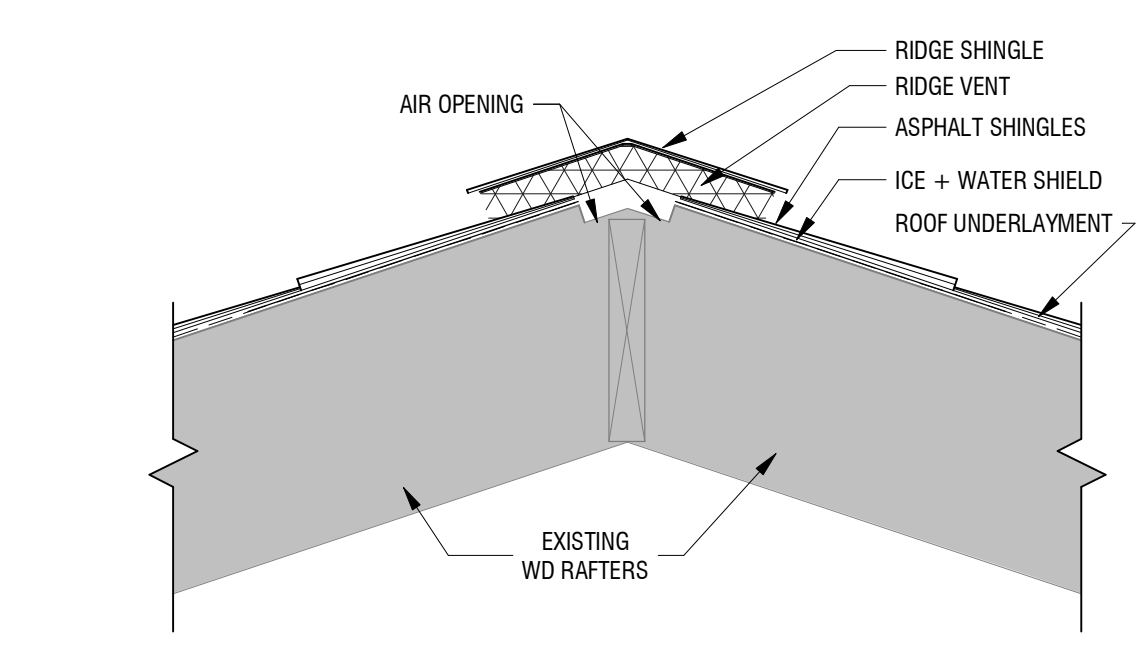 RIDGE SHINGLE
RIDGE VENT
AIR OPENING
ASPHALT SHINGLES
ICE + WATER SHIELD
ROOF UNDERLAYMENT
EXISTING
WD RAFTERS